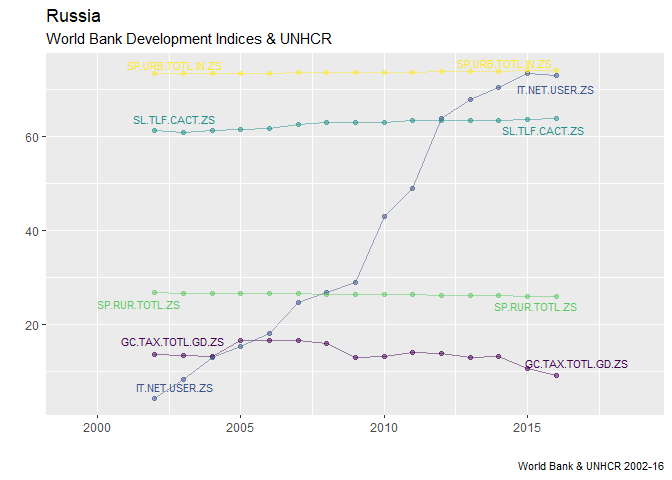 Russia
World Bank Development Indices & UNHCR
SP.URB.TOTL.IN.ZS
SP.URB.TOTL.IN.ZS
IT.NET.USER.ZS
SL.TLF.CACT.ZS
SL.TLF.CACT.ZS
60
40
SP.RUR.TOTL.ZS
SP.RUR.TOTL.ZS
20
GC.TAX.TOTL.GD.ZS
GC.TAX.TOTL.GD.ZS
IT.NET.USER.ZS
2000
2005
2010
2015
World Bank & UNHCR 2002-16